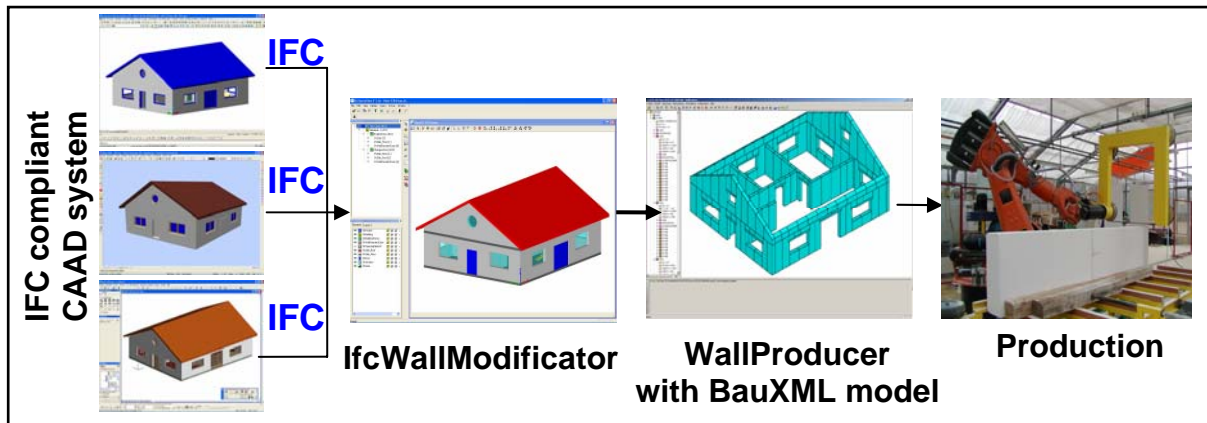 IFC compliant
CAAD system
IFC
IFC
IFC
IfcWallModificator
WallProducer
with BauXML model
Production